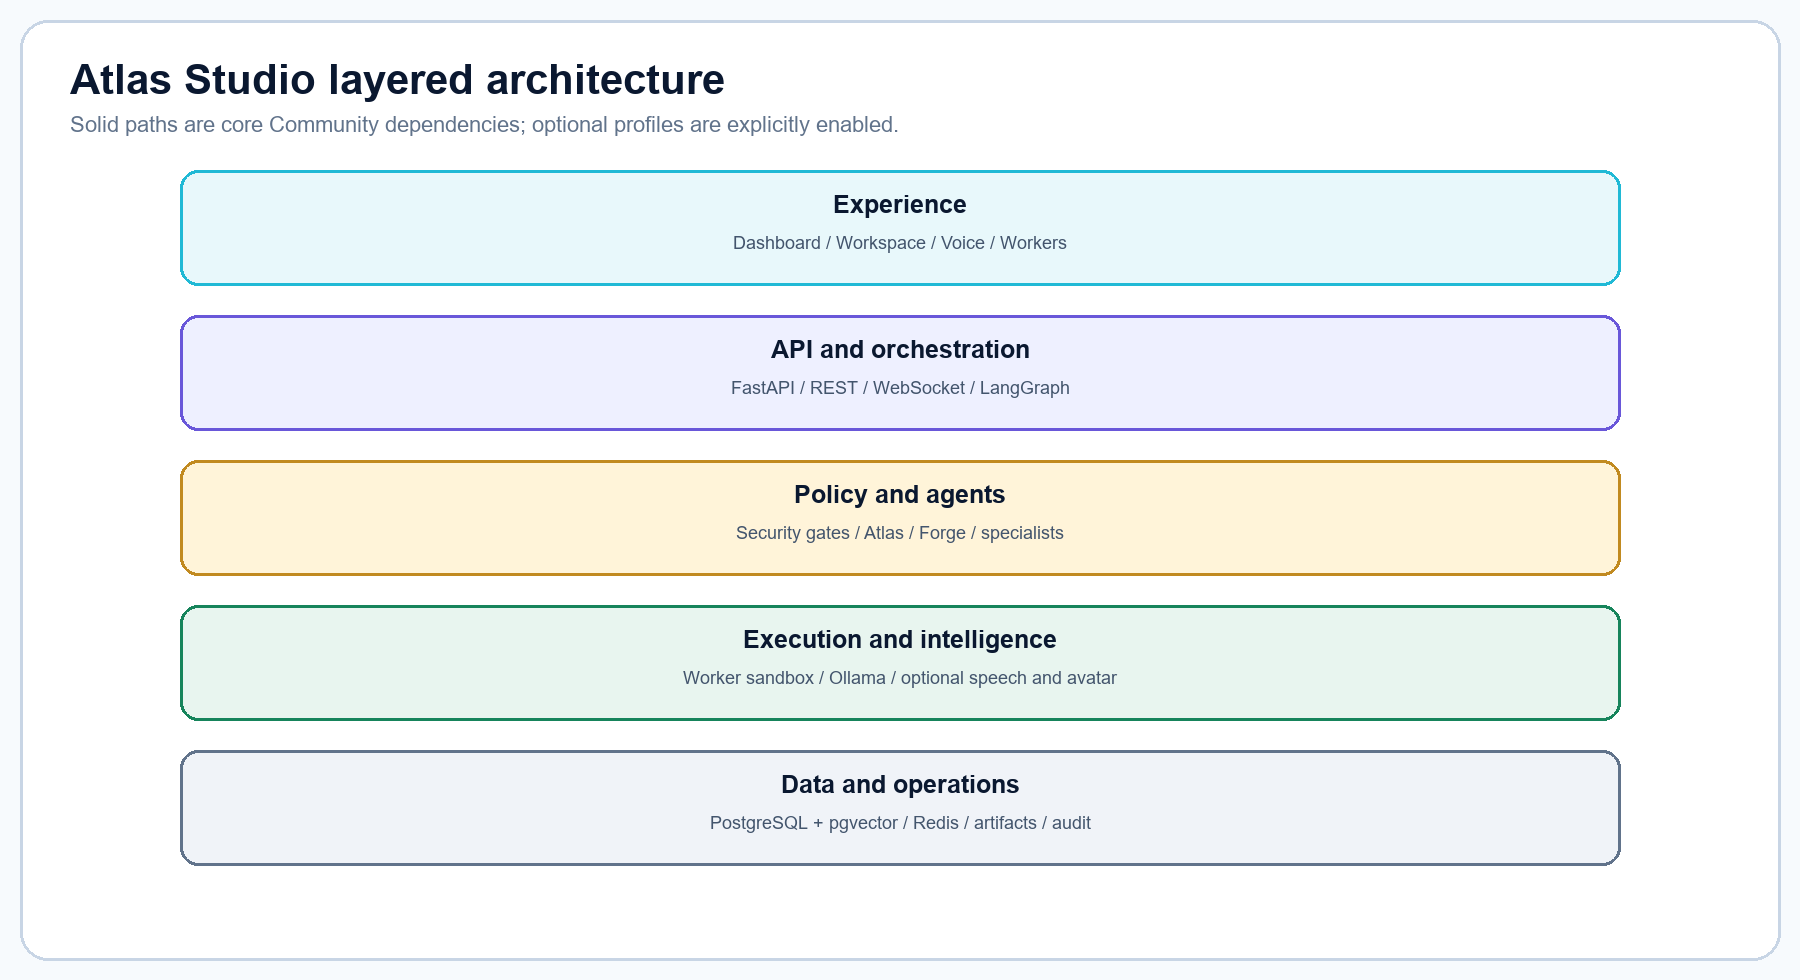 Atlas Studio layered architecture
Solid paths are core Community dependencies; optional profiles are explicitly enabled.
Experience
Dashboard / Workspace / Voice / Workers
API and orchestration
FastAPI / REST / WebSocket / LangGraph
Policy and agents
Security gates / Atlas / Forge / specialists
Execution and intelligence
Worker sandbox / Ollama / optional speech and avatar
Data and operations
PostgreSQL + pgvector / Redis / artifacts / audit